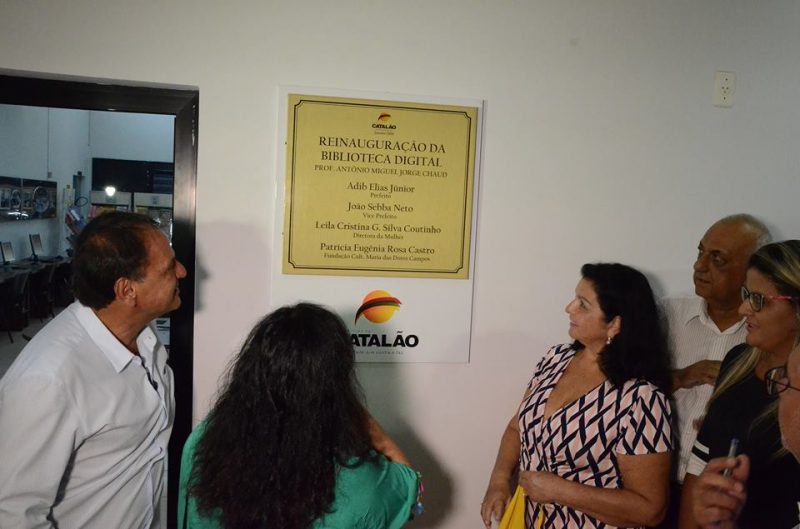 CATALÃO
REINAUGURAÇÃO DA
BIBLIOTECA DIGITAL
PROF. ANTÔNIO MIGUEL JORGE CHAUD
Adib Elias Júnior
Prefeito
João Sebba Neto
Vice Prefeito
Leila Cristina G. Silva Coutinho
Diretora da Mulher
Patrícia Eugênia Rosa Castro
Fundação Cult. Maria das Dores Campos
CATALÃO